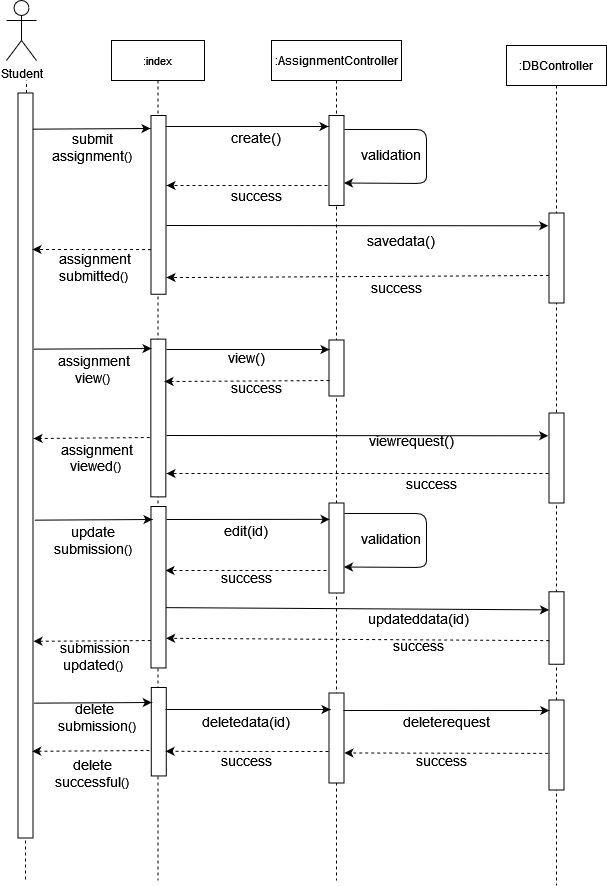 Student
:index
:AssignmentController
:DBController
submit
assignment()
create()
validation
success
savedata()
assignment
submitted()
success
assignment
view()
view()
success
viewrequest()
assignment
viewed()
success
update
submission()
edit(id)
validation
success
updateddata(id)
submission
updated()
success
delete
submission()
deletedata(id)
deleterequest
delete
successful()
success
success